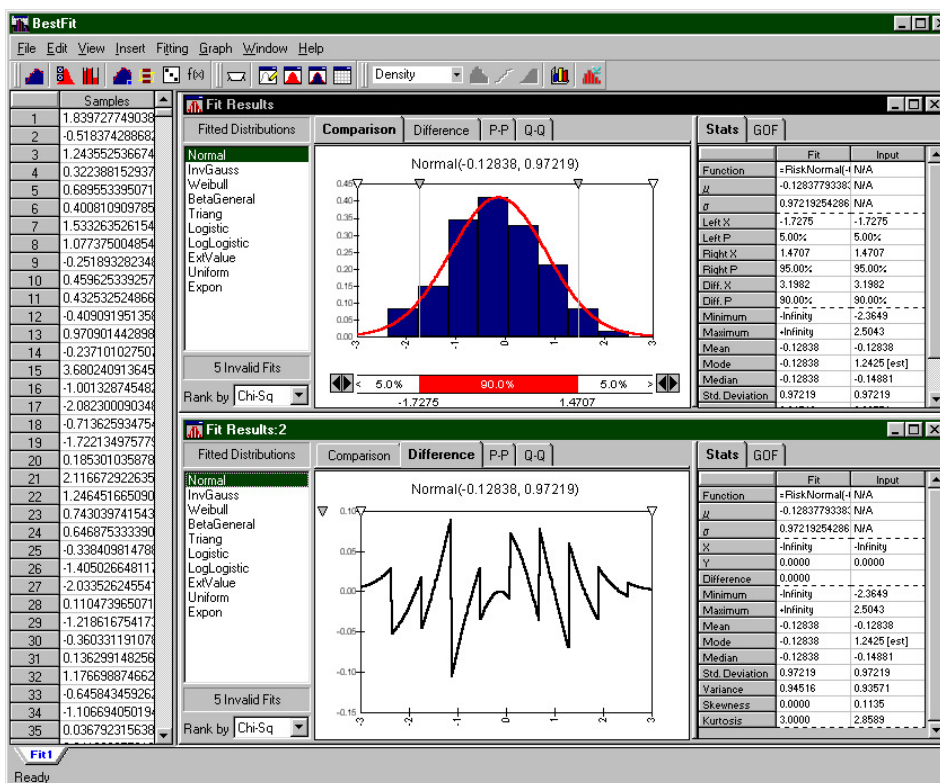 BestFit
File Edit View Insert Fitting Graph Window Help
f(x) Density
Samples
1 1.839727749038
2 -0.518374288682
3 1.243552536674
4 0.322388152937
5 0.689553395071
6 0.400810909785
7 1.533263526154
8 1.077375004854
9 -0.251893282348
10 0.459625339257
11 0.432532524866
12 -0.409091951358
13 0.970901442898
14 -0.237101027507
15 3.680240913645
16 -1.001328745482
17 -2.082300090348
18 -0.713625934754
19 -1.722134975779
20 0.185301035878
21 2.116672922635
22 1.246451665090
23 0.743039741543
24 0.646875333390
25 -0.338409814788
26 -1.405026648117
27 -2.033526245541
28 0.110473965071
29 -1.218616754173
30 -0.360331191078
31 0.136299148256
32 1.176698874662
33 -0.645843459262
34 -1.106694050194
35 0.036792315638
Fit Results
Fitted Distributions
Normal
InvGauss
Weibull
BetaGeneral
Triang
Logistic
LogLogistic
ExtValue
Uniform
Expon
5 Invalid Fits
Rank by Chi-Sq
Comparison Difference P-P Q-Q
Normal(-0.12838, 0.97219)
0.45
0.40
0.35
0.30
0.25
0.20
0.15
0.10
0.05
0.00
-3 -2 -1 0 1 2 3
< 5.0% 90.0% 5.0% >
-1.7275 1.4707
Stats GOF
Fit Input
Function =RiskNormal(-( N/A
μ -0.1283779338: N/A
σ 0.97219254286 N/A
Left X -1.7275 -1.7275
Left P 5.00% 5.00%
Right X 1.4707 1.4707
Right P 95.00% 95.00%
Diff. X 3.1982 3.1982
Diff. P 90.00% 90.00%
Minimum -Infinity -2.3649
Maximum +Infinity 2.5043
Mean -0.12838 -0.12838
Mode -0.12838 1.2425 [est]
Median -0.12838 -0.14881
Std. Deviation 0.97219 0.97219
Fit Results:2
Fitted Distributions
Normal
InvGauss
Weibull
BetaGeneral
Triang
Logistic
LogLogistic
ExtValue
Uniform
Expon
5 Invalid Fits
Rank by Chi-Sq
Comparison Difference P-P Q-Q
Normal(-0.12838, 0.97219)
0.10
0.05
0.00
-0.05
-0.10
-0.15
-3 -2 -1 0 1 2 3
Stats GOF
Fit Input
Function =RiskNormal(-( N/A
μ -0.1283779338: N/A
σ 0.97219254286 N/A
X -Infinity -Infinity
Y 0.0000 0.0000
Difference 0.0000
Minimum -Infinity -2.3649
Maximum +Infinity 2.5043
Mean -0.12838 -0.12838
Mode -0.12838 1.2425 [est]
Median -0.12838 -0.14881
Std. Deviation 0.97219 0.97219
Variance 0.94516 0.93571
Skewness 0.0000 0.1135
Kurtosis 3.0000 2.8589
Fit1
Ready